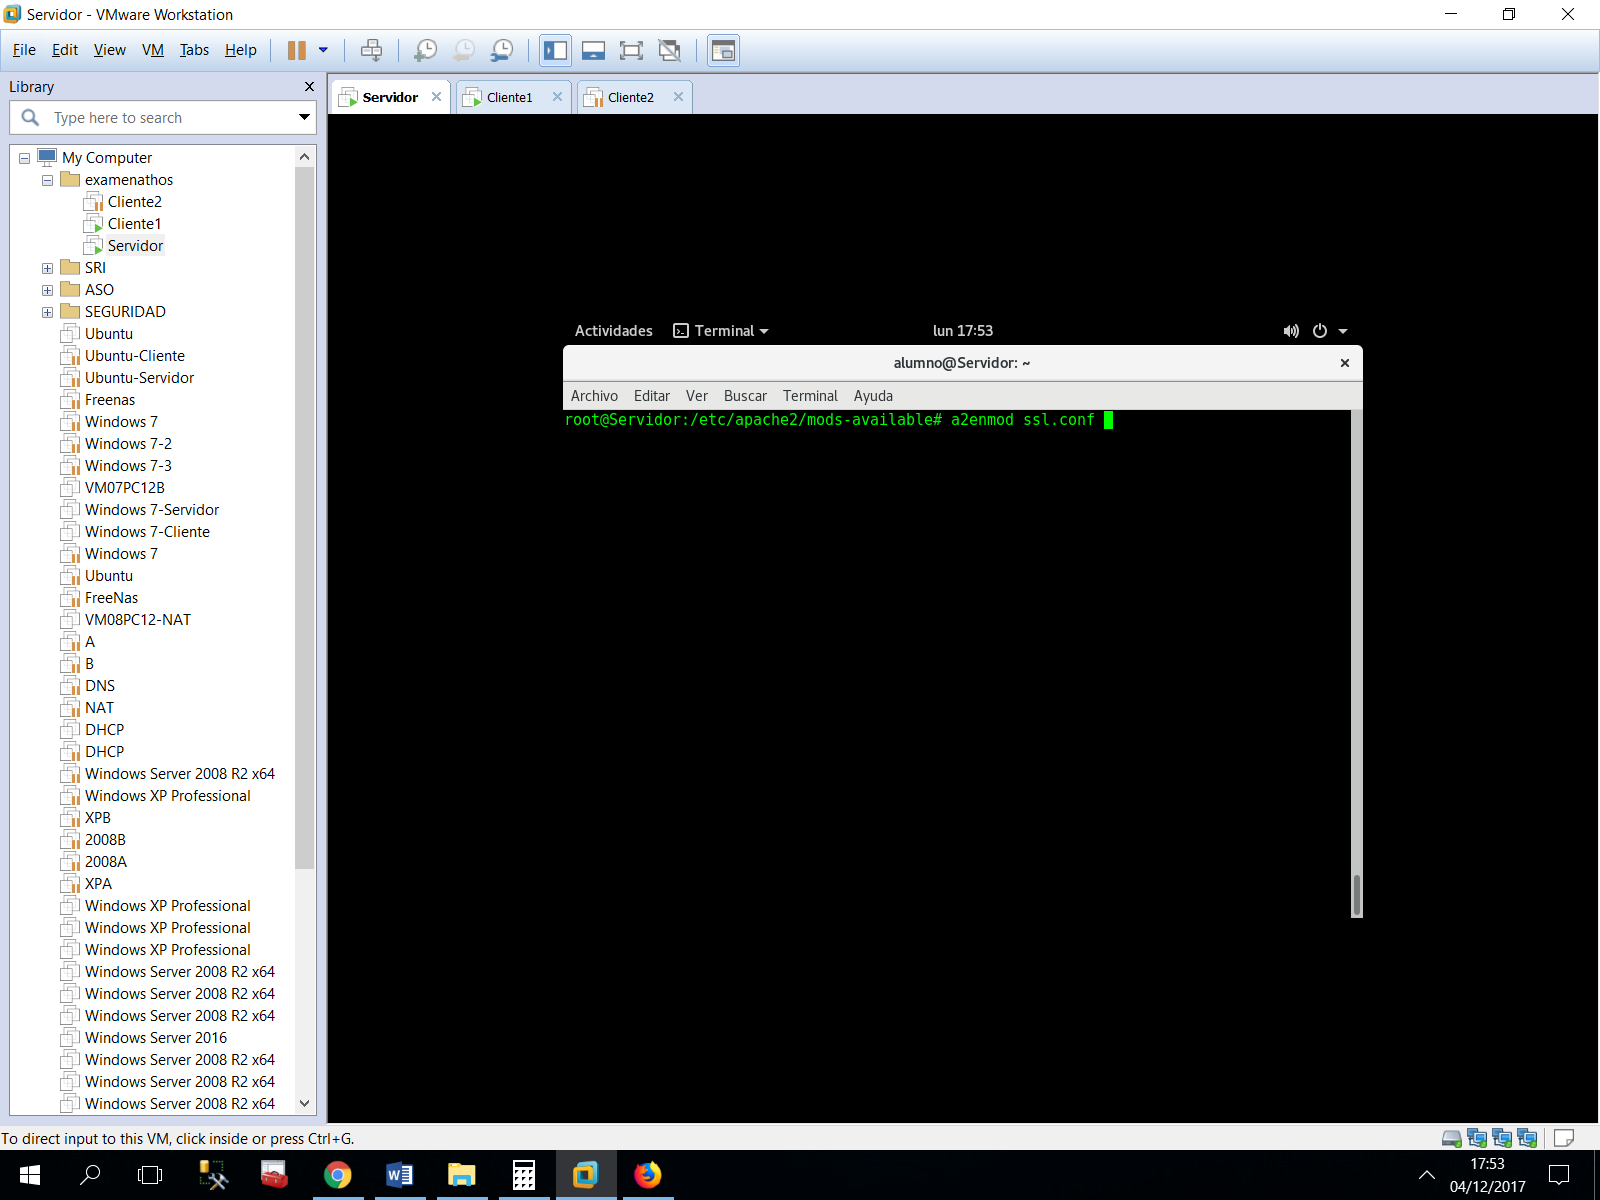 Servidor - VMware Workstation
File Edit View VM Tabs Help
Library
Type here to search
My Computer
examenathos
Cliente2
Cliente1
Servidor
SRI
ASO
SEGURIDAD
Ubuntu
Ubuntu-Cliente
Ubuntu-Servidor
Freenas
Windows 7
Windows 7-2
Windows 7-3
VM07PC12B
Windows 7-Servidor
Windows 7-Cliente
Windows 7
Ubuntu
FreeNas
VM08PC12-NAT
A
B
DNS
NAT
DHCP
DHCP
Windows Server 2008 R2 x64
Windows XP Professional
XPB
2008B
2008A
XPA
Windows XP Professional
Windows XP Professional
Windows XP Professional
Windows Server 2008 R2 x64
Windows Server 2008 R2 x64
Windows Server 2008 R2 x64
Windows Server 2016
Windows Server 2008 R2 x64
Windows Server 2008 R2 x64
Windows Server 2008 R2 x64
Servidor Cliente1 Cliente2
Actividades Terminal lun 17:53
alumno@Servidor: ~
Archivo Editar Ver Buscar Terminal Ayuda
root@Servidor:/etc/apache2/mods-available# a2enmod ssl.conf
To direct input to this VM, click inside or press Ctrl+G.
17:53
04/12/2017